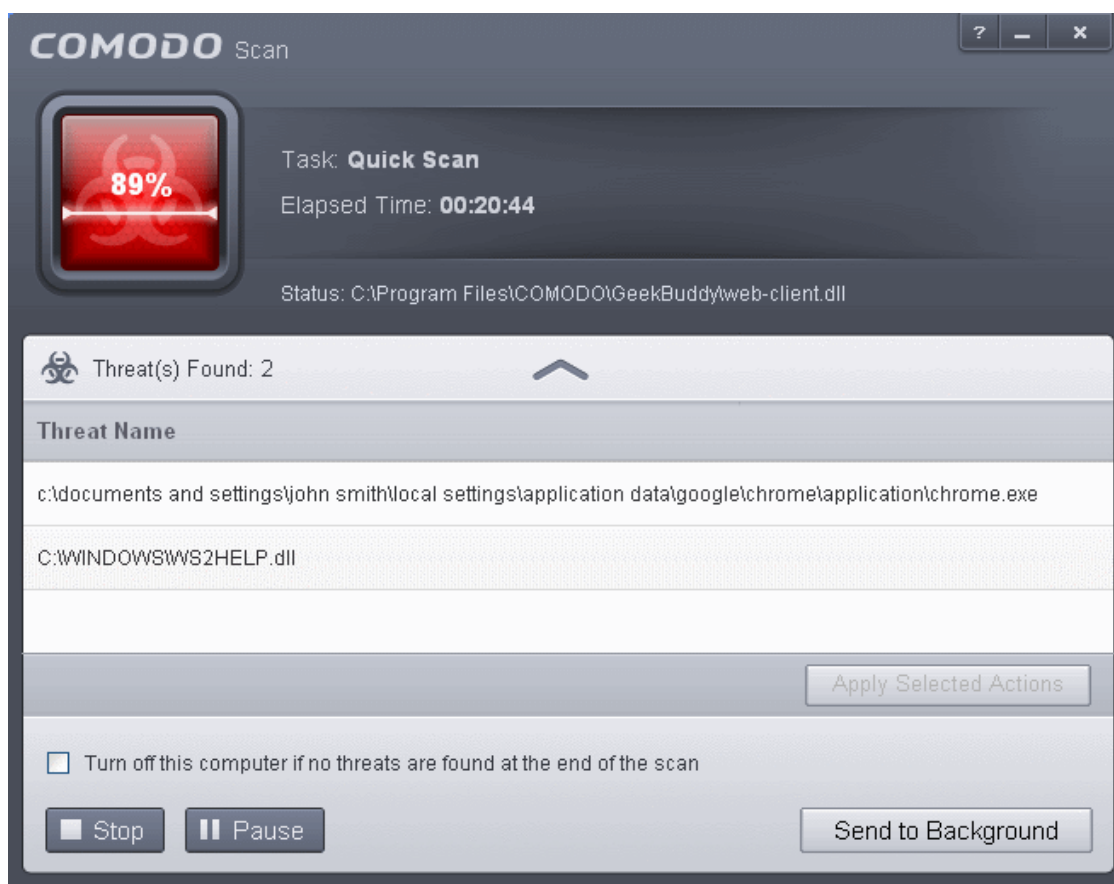 COMODO Scan
? _ x
89%
Task: Quick Scan
Elapsed Time: 00:20:44
Status: C:\Program Files\COMODO\GeekBuddy\web-client.dll
Threat(s) Found: 2
Threat Name
c:\documents and settings\john smith\local settings\application data\google\chrome\application\chrome.exe
C:\WINDOWS\WS2HELP.dll
Apply Selected Actions
Turn off this computer if no threats are found at the end of the scan
Stop
Pause
Send to Background